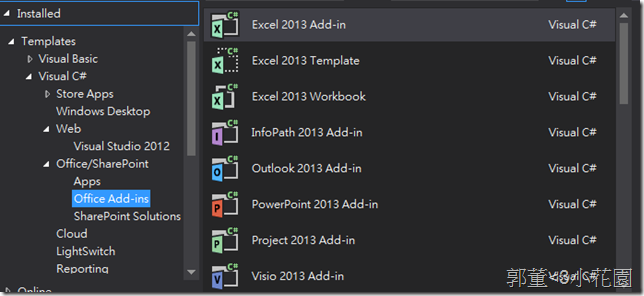 Installed
Templates
Visual Basic
Visual C#
Store Apps
Windows Desktop
Web
Visual Studio 2012
Office/SharePoint
Apps
Office Add-ins
SharePoint Solutions
Cloud
LightSwitch
Reporting
Online
Excel 2013 Add-in Visual C#
Excel 2013 Template Visual C#
Excel 2013 Workbook Visual C#
InfoPath 2013 Add-in Visual C#
Outlook 2013 Add-in Visual C#
PowerPoint 2013 Add-in Visual C#
Project 2013 Add-in Visual C#
Visio 2013 Add-in Visual C#
郭董<3小花園